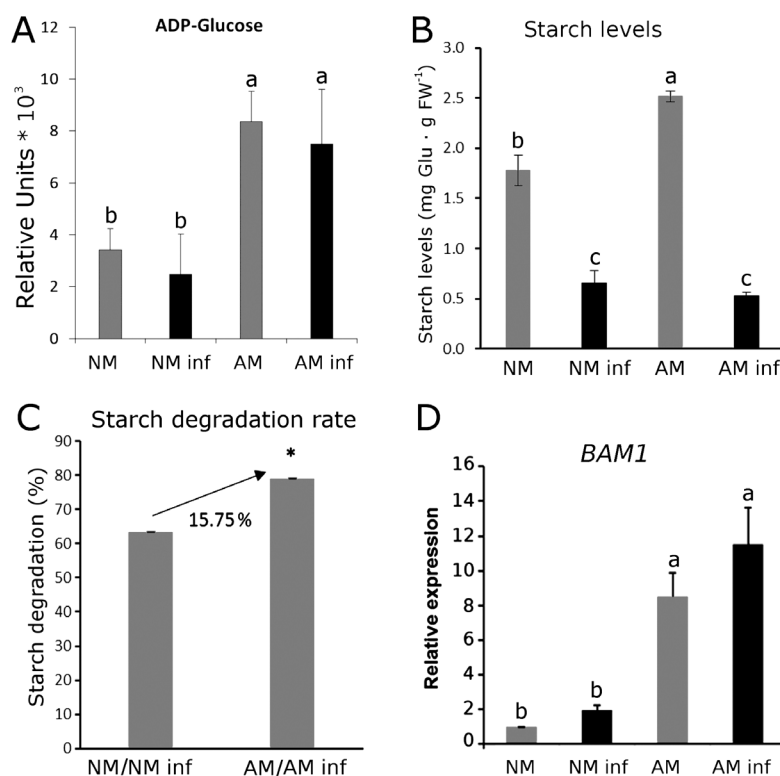 A
ADP-Glucose
Relative Units * 10³
12
10
8
6
4
2
0
b
b
a
a
NM
NM inf
AM
AM inf
B
Starch levels
Starch levels (mg Glu · g FW⁻¹)
3.0
2.5
2.0
1.5
1.0
0.5
0.0
b
c
a
c
NM
NM inf
AM
AM inf
C
Starch degradation rate
Starch degradation (%)
90
80
70
60
50
40
30
20
10
0
*
15.75%
NM/NM inf
AM/AM inf
D
BAM1
Relative expression
16
14
12
10
8
6
4
2
0
b
b
a
a
NM
NM inf
AM
AM inf